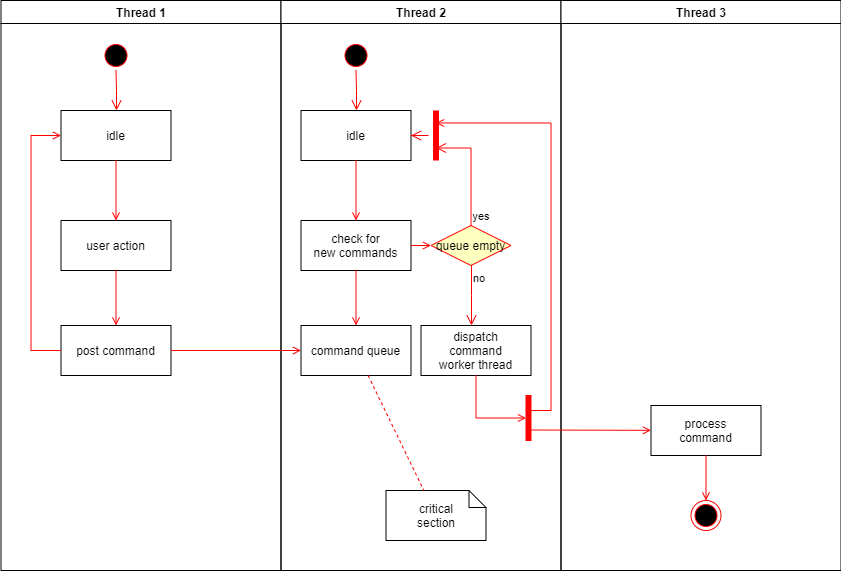 Thread 1
Thread 2
Thread 3
idle
idle
yes
user action
check for
new commands
queue empty
no
post command
command queue
dispatch
command
worker thread
process
command
critical
section